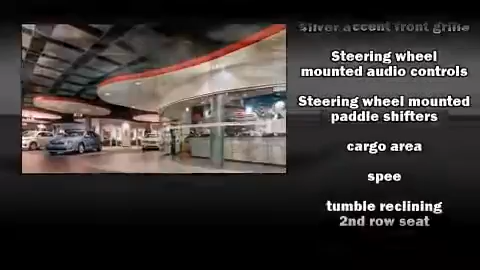 Silver accent front grille
Steering wheel
mounted audio controls
Steering wheel mounted
paddle shifters
cargo area
spee
tumble reclining
2nd row seat